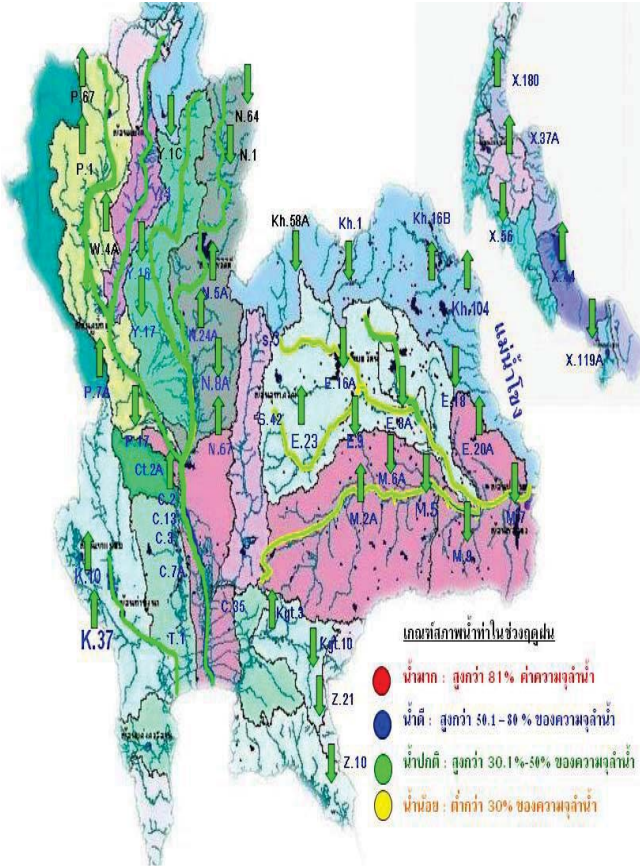 X.180
P.67
N.64
Y.1C
X.37A
N.1
P.1
Kh.58A
Kh.1
Kh.16B
W.4A
X.56
Y.16
X.44
N.5A
Kh.104
แม่น้ำโขง
Y.17
N.24A
S.3
X.119A
P.7A
N.8A
E.16A
E.18
S.42
E.8A
P.17
N.67
E.23
E.9
E.20A
Ct.2A
M.6A
C.2
M.2A
M.5
M.7
C.13
C.3
M.9
K.10
C.7A
C.35
Kgt.3
K.37
T.1
Kgt.10
Z.21
Z.10
เกณฑ์สภาพน้ำท่าในช่วงฤดูฝน
น้ำมาก : สูงกว่า 81% ค่าความจุลำน้ำ
น้ำดี : สูงกว่า 50.1 - 80 % ของความจุลำน้ำ
น้ำปกติ : สูงกว่า 30.1%-50% ของความจุลำน้ำ
น้ำน้อย : ต่ำกว่า 30% ของความจุลำน้ำ